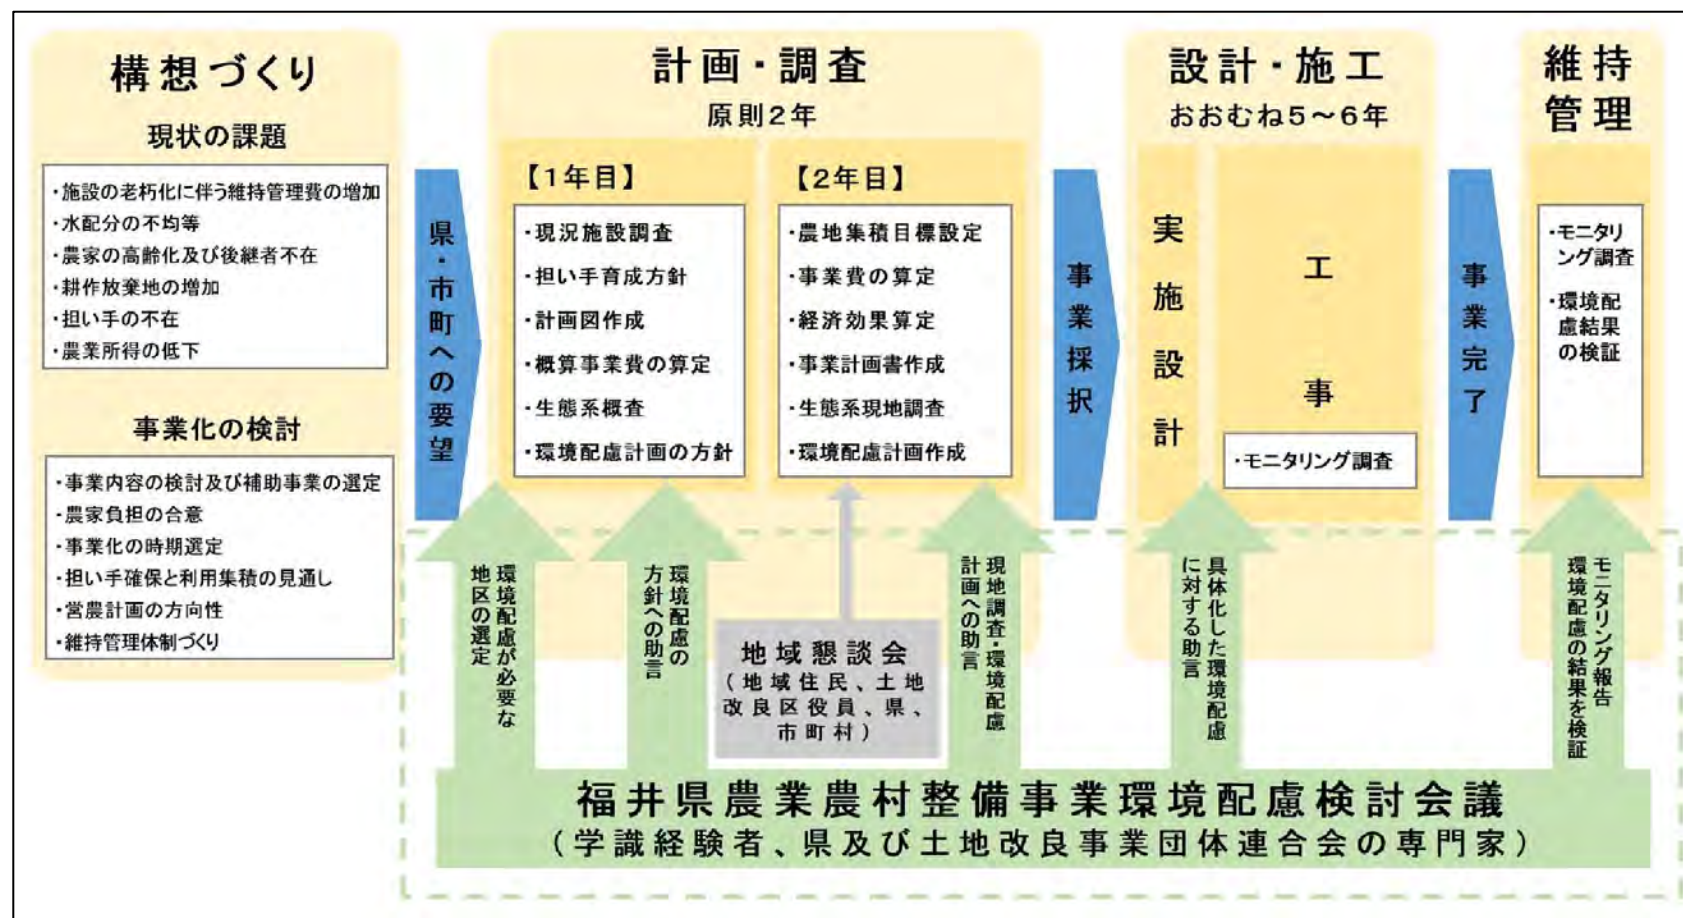 構想づくり
現状の課題
・施設の老朽化に伴う維持管理費の増加
・水配分の不均等
・農家の高齢化及び後継者不在
・耕作放棄地の増加
・担い手の不在
・農業所得の低下
事業化の検討
・事業内容の検討及び補助事業の選定
・農家負担の合意
・事業化の時期選定
・担い手確保と利用集積の見通し
・営農計画の方向性
・維持管理体制づくり
県・市町への要望
計画・調査
原則2年
【1年目】
・現況施設調査
・担い手育成方針
・計画図作成
・概算事業費の算定
・生態系概査
・環境配慮計画の方針
【2年目】
・農地集積目標設定
・事業費の算定
・経済効果算定
・事業計画書作成
・生態系現地調査
・環境配慮計画作成
事業採択
設計・施工
おおむね5～6年
実施設計
工事
・モニタリング調査
事業完了
維持
管理
・モニタリ
ング調査
・環境配
慮結果
の検証
環境配慮が必要な
地区の選定
環境配慮の
方針への助言
地域懇談会
（地域住民、土地
改良区役員、県、
市町村）
現地調査・環境配慮
計画への助言
具体化した環境配慮
に対する助言
モニタリング報告
環境配慮の結果を検証
福井県農業農村整備事業環境配慮検討会議
（学識経験者、県及び土地改良事業団体連合会の専門家）